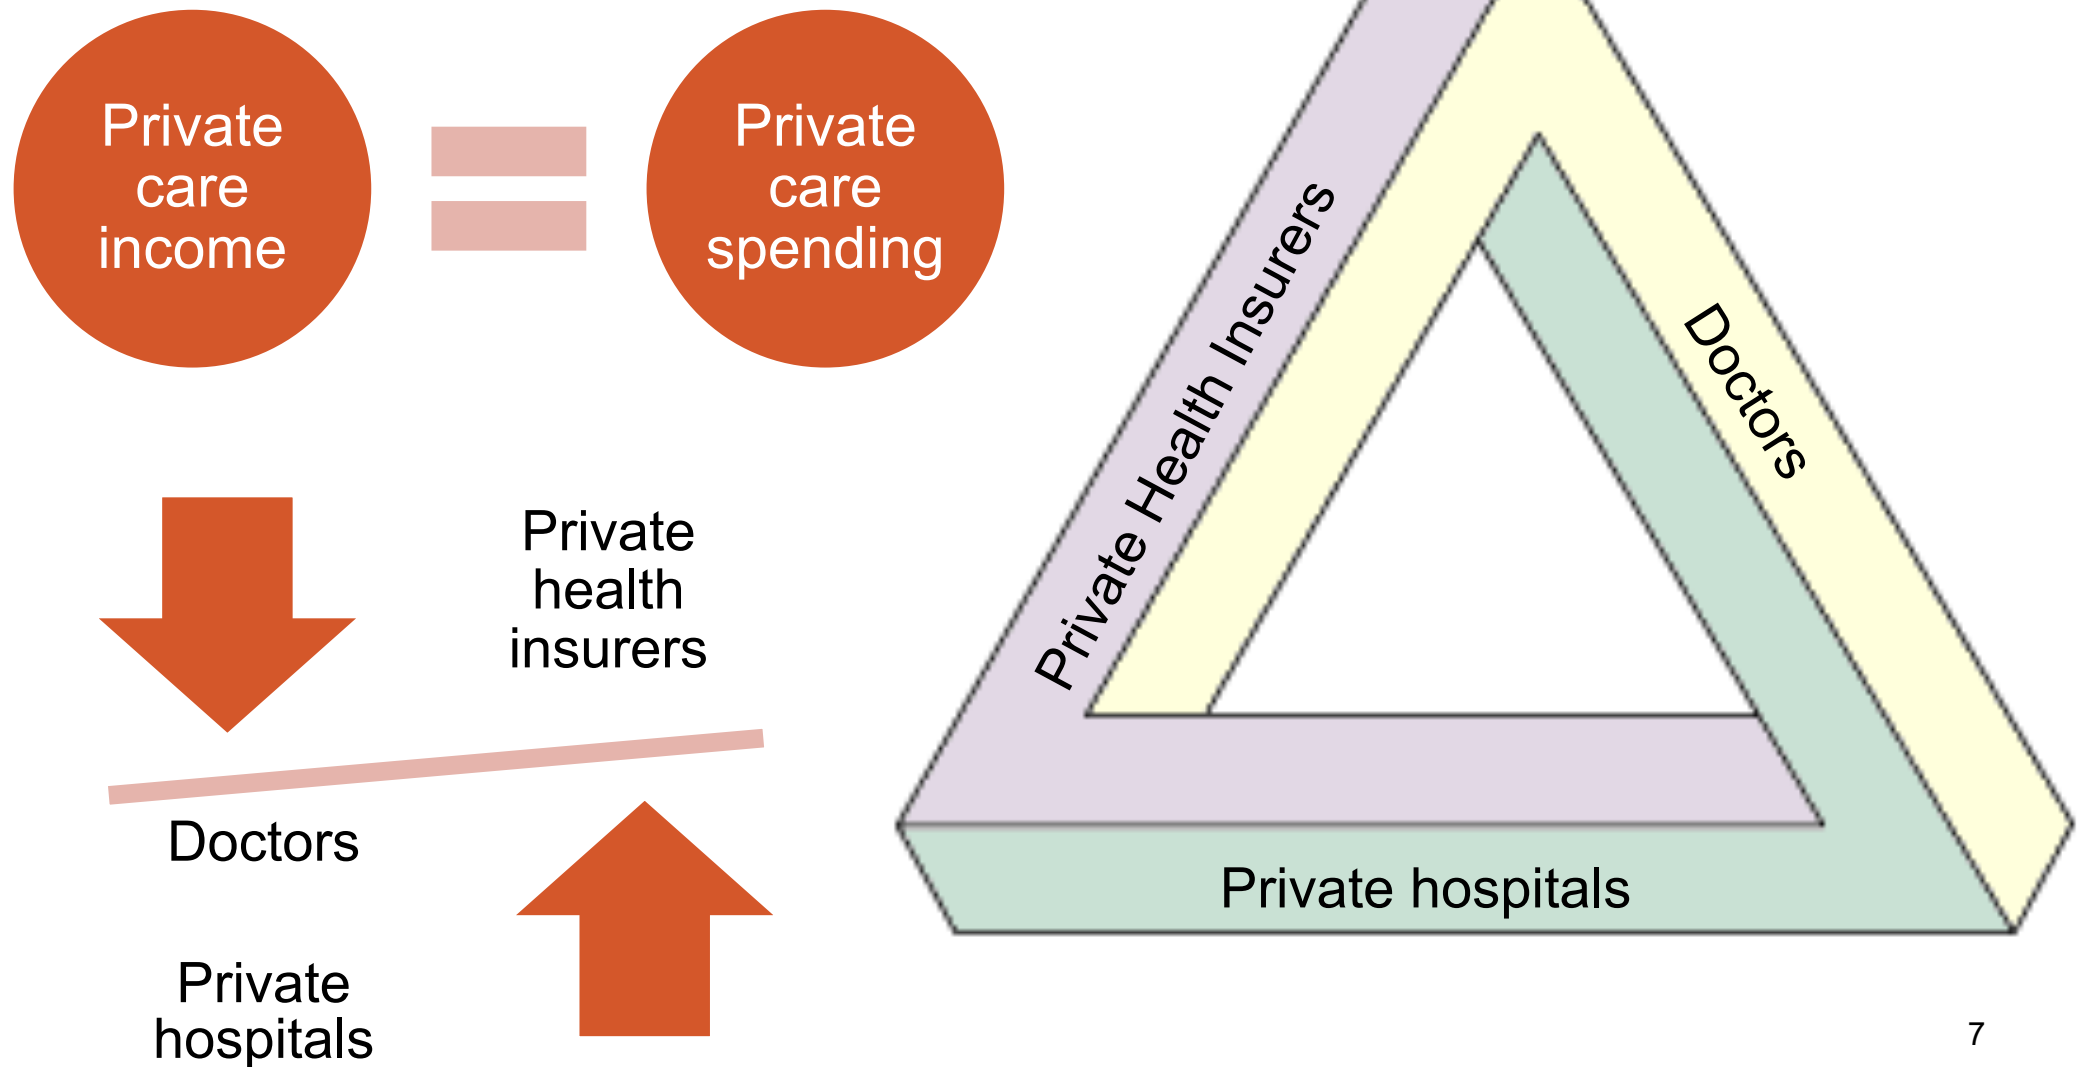 Private
care
income
Private
care
spending
Private
health
insurers
Doctors
Private
hospitals
Private Health Insurers
Doctors
Private hospitals
7